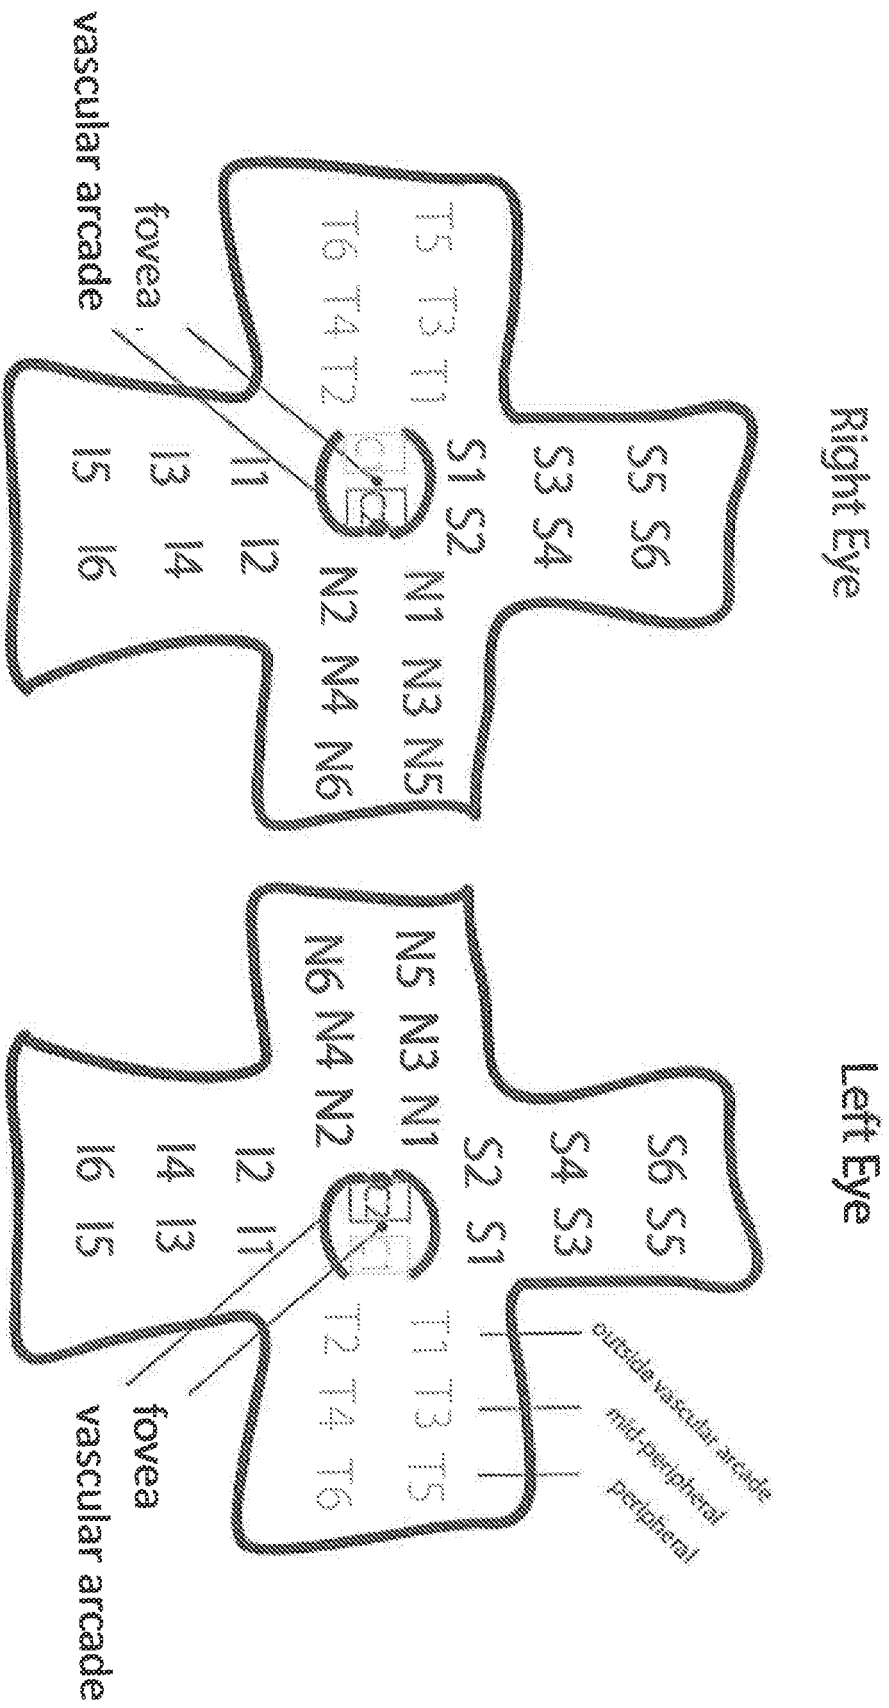 Right Eye
S5 S6
S3 S4
S1 S2
T5 T3 T1
N1 N3 N5
T6 T4 T2
N2 N4 N6
I1 I2
I3 I4
I5 I6
fovea
vascular arcade
Left Eye
outside vascular arcade
mid-peripheral
peripheral
S6 S5
S4 S3
S2 S1
N5 N3 N1
T1 T3 T5
N6 N4 N2
T2 T4 T6
I2 I1
I4 I3
I6 I5
fovea
vascular arcade